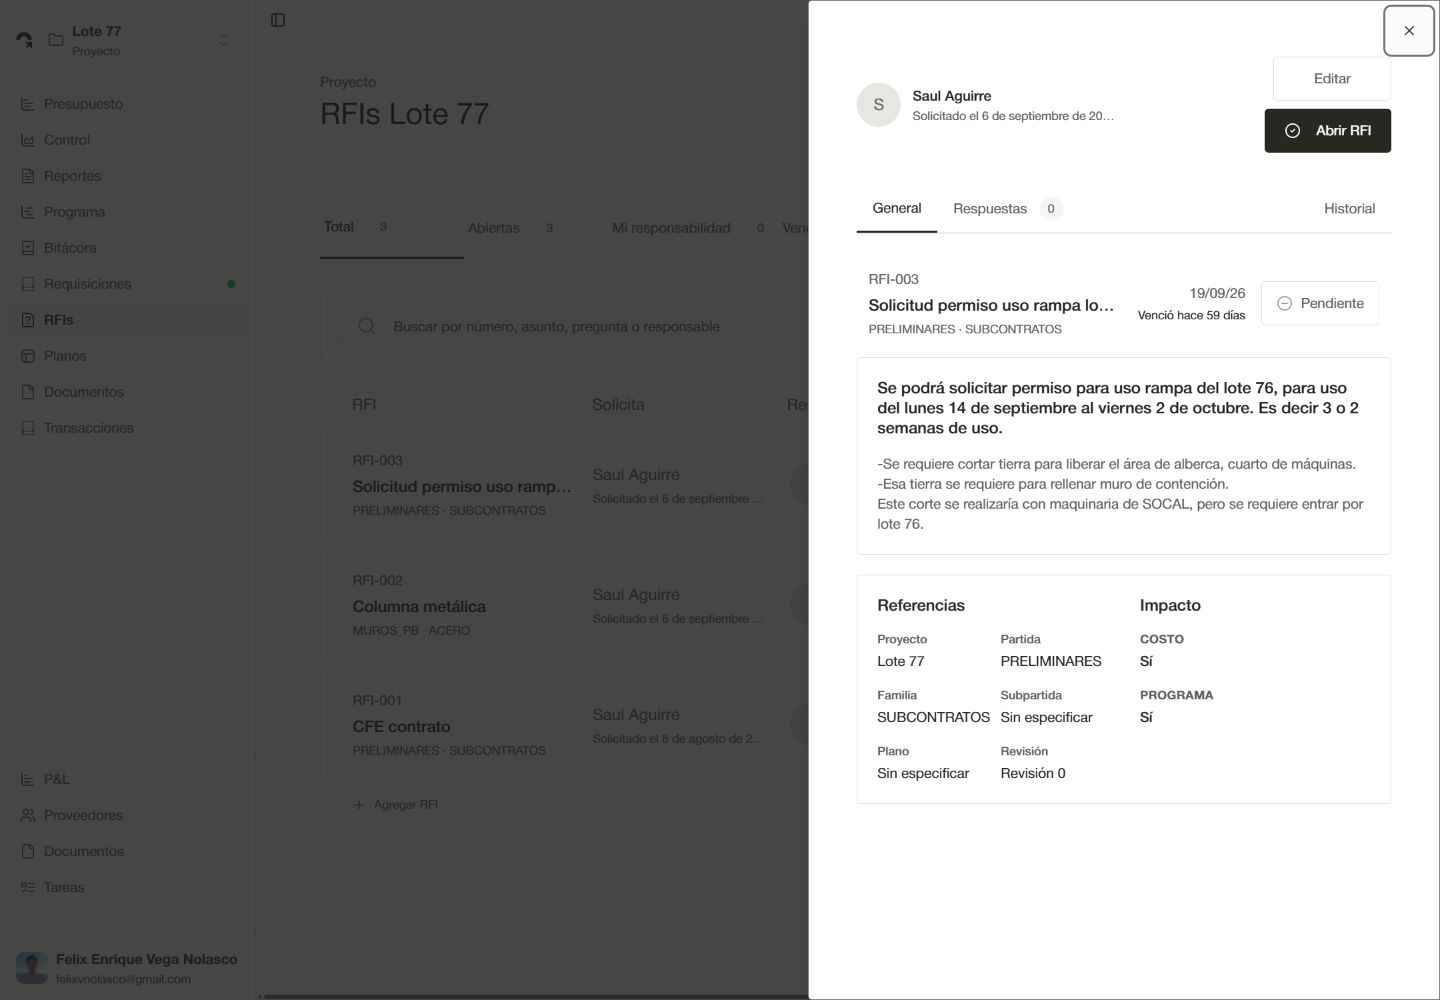 Lote 77
Proyecto
Presupuesto
Control
Reportes
Programa
Bitácora
Requisiciones
RFIs
Planos
Documentos
Transacciones
P&L
Proveedores
Documentos
Tareas
Felix Enrique Vega Nolasco
felixvnolasco@gmail.com
Proyecto
RFIs Lote 77
Total 3
Abiertas 3
Mi responsabilidad 0
Buscar por número, asunto, pregunta o responsable
RFI Solicita
RFI-003
Solicitud permiso uso ramp...
PRELIMINARES · SUBCONTRATOS
Saul Aguirre
Solicitado el 6 de septiembre ...
RFI-002
Columna metálica
MUROS_PB · ACERO
Saul Aguirre
Solicitado el 6 de septiembre ...
RFI-001
CFE contrato
PRELIMINARES · SUBCONTRATOS
Saul Aguirre
Solicitado el 8 de agosto de 2...
Agregar RFI
S
Saul Aguirre
Solicitado el 6 de septiembre de 20...
Editar
Abrir RFI
General
Respuestas 0
Historial
RFI-003
Solicitud permiso uso rampa lo...
PRELIMINARES · SUBCONTRATOS
19/09/26
Venció hace 59 días
Pendiente
Se podrá solicitar permiso para uso rampa del lote 76, para uso
del lunes 14 de septiembre al viernes 2 de octubre. Es decir 3 o 2
semanas de uso.
-Se requiere cortar tierra para liberar el área de alberca, cuarto de máquinas.
-Esa tierra se requiere para rellenar muro de contención.
Este corte se realizaría con maquinaria de SOCAL, pero se requiere entrar por
lote 76.
Referencias
Proyecto
Lote 77
Partida
PRELIMINARES
Familia
SUBCONTRATOS
Subpartida
Sin especificar
Plano
Sin especificar
Revisión
Revisión 0
Impacto
COSTO
Sí
PROGRAMA
Sí